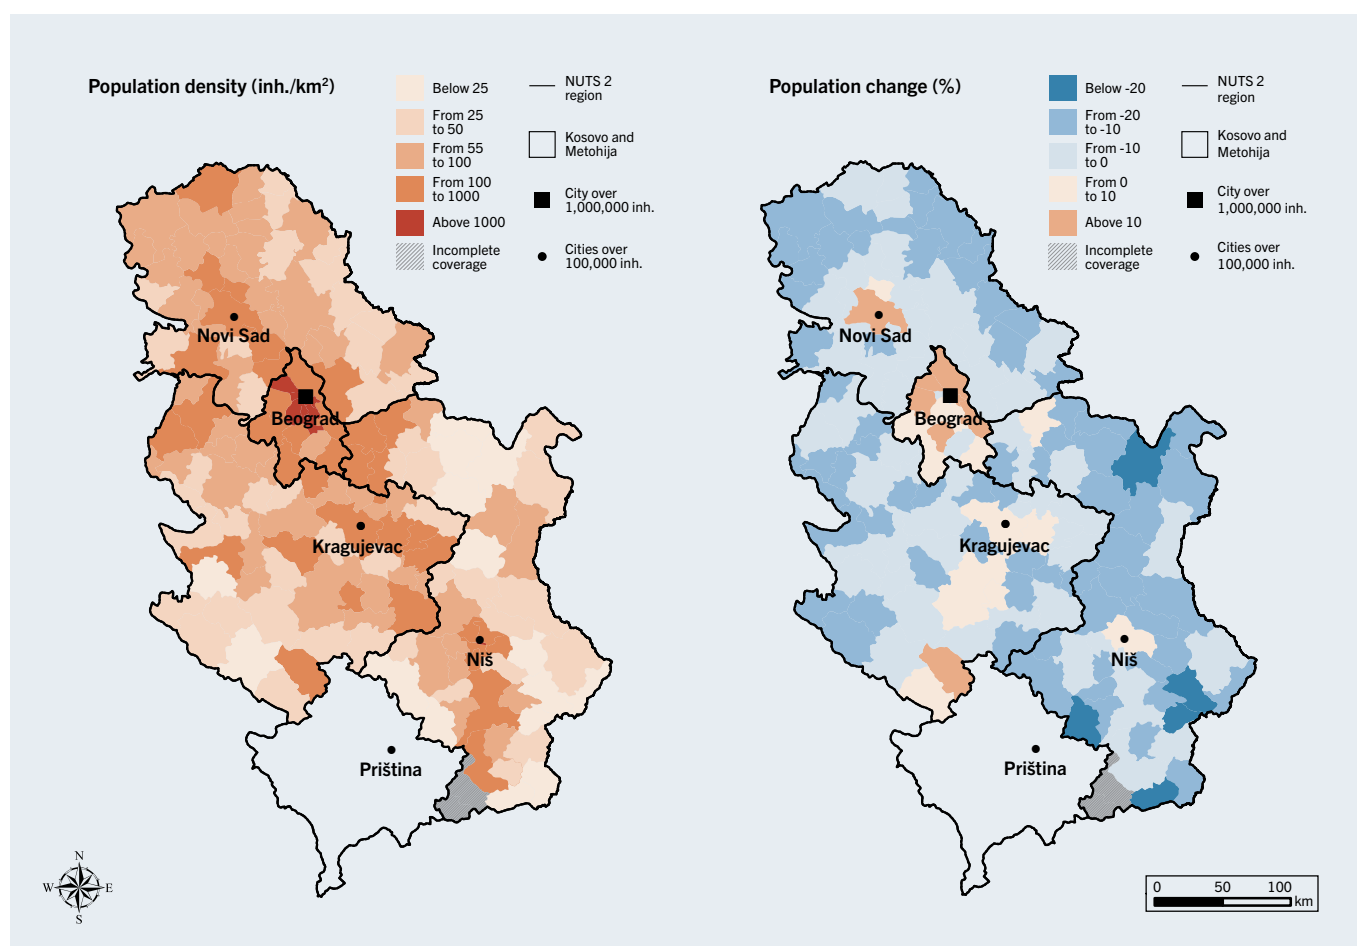 Population density (inh./km²)
Below 25
From 25
to 50
From 55
to 100
From 100
to 1000
Above 1000
Incomplete
coverage
NUTS 2
region
Kosovo and
Metohija
City over
1,000,000 inh.
Cities over
100,000 inh.
Novi Sad
Beograd
Kragujevac
Niš
Priština
Population change (%)
Below -20
From -20
to -10
From -10
to 0
From 0
to 10
Above 10
Incomplete
coverage
NUTS 2
region
Kosovo and
Metohija
City over
1,000,000 inh.
Cities over
100,000 inh.
Novi Sad
Beograd
Kragujevac
Niš
Priština
N
W E
S
0 50 100
km